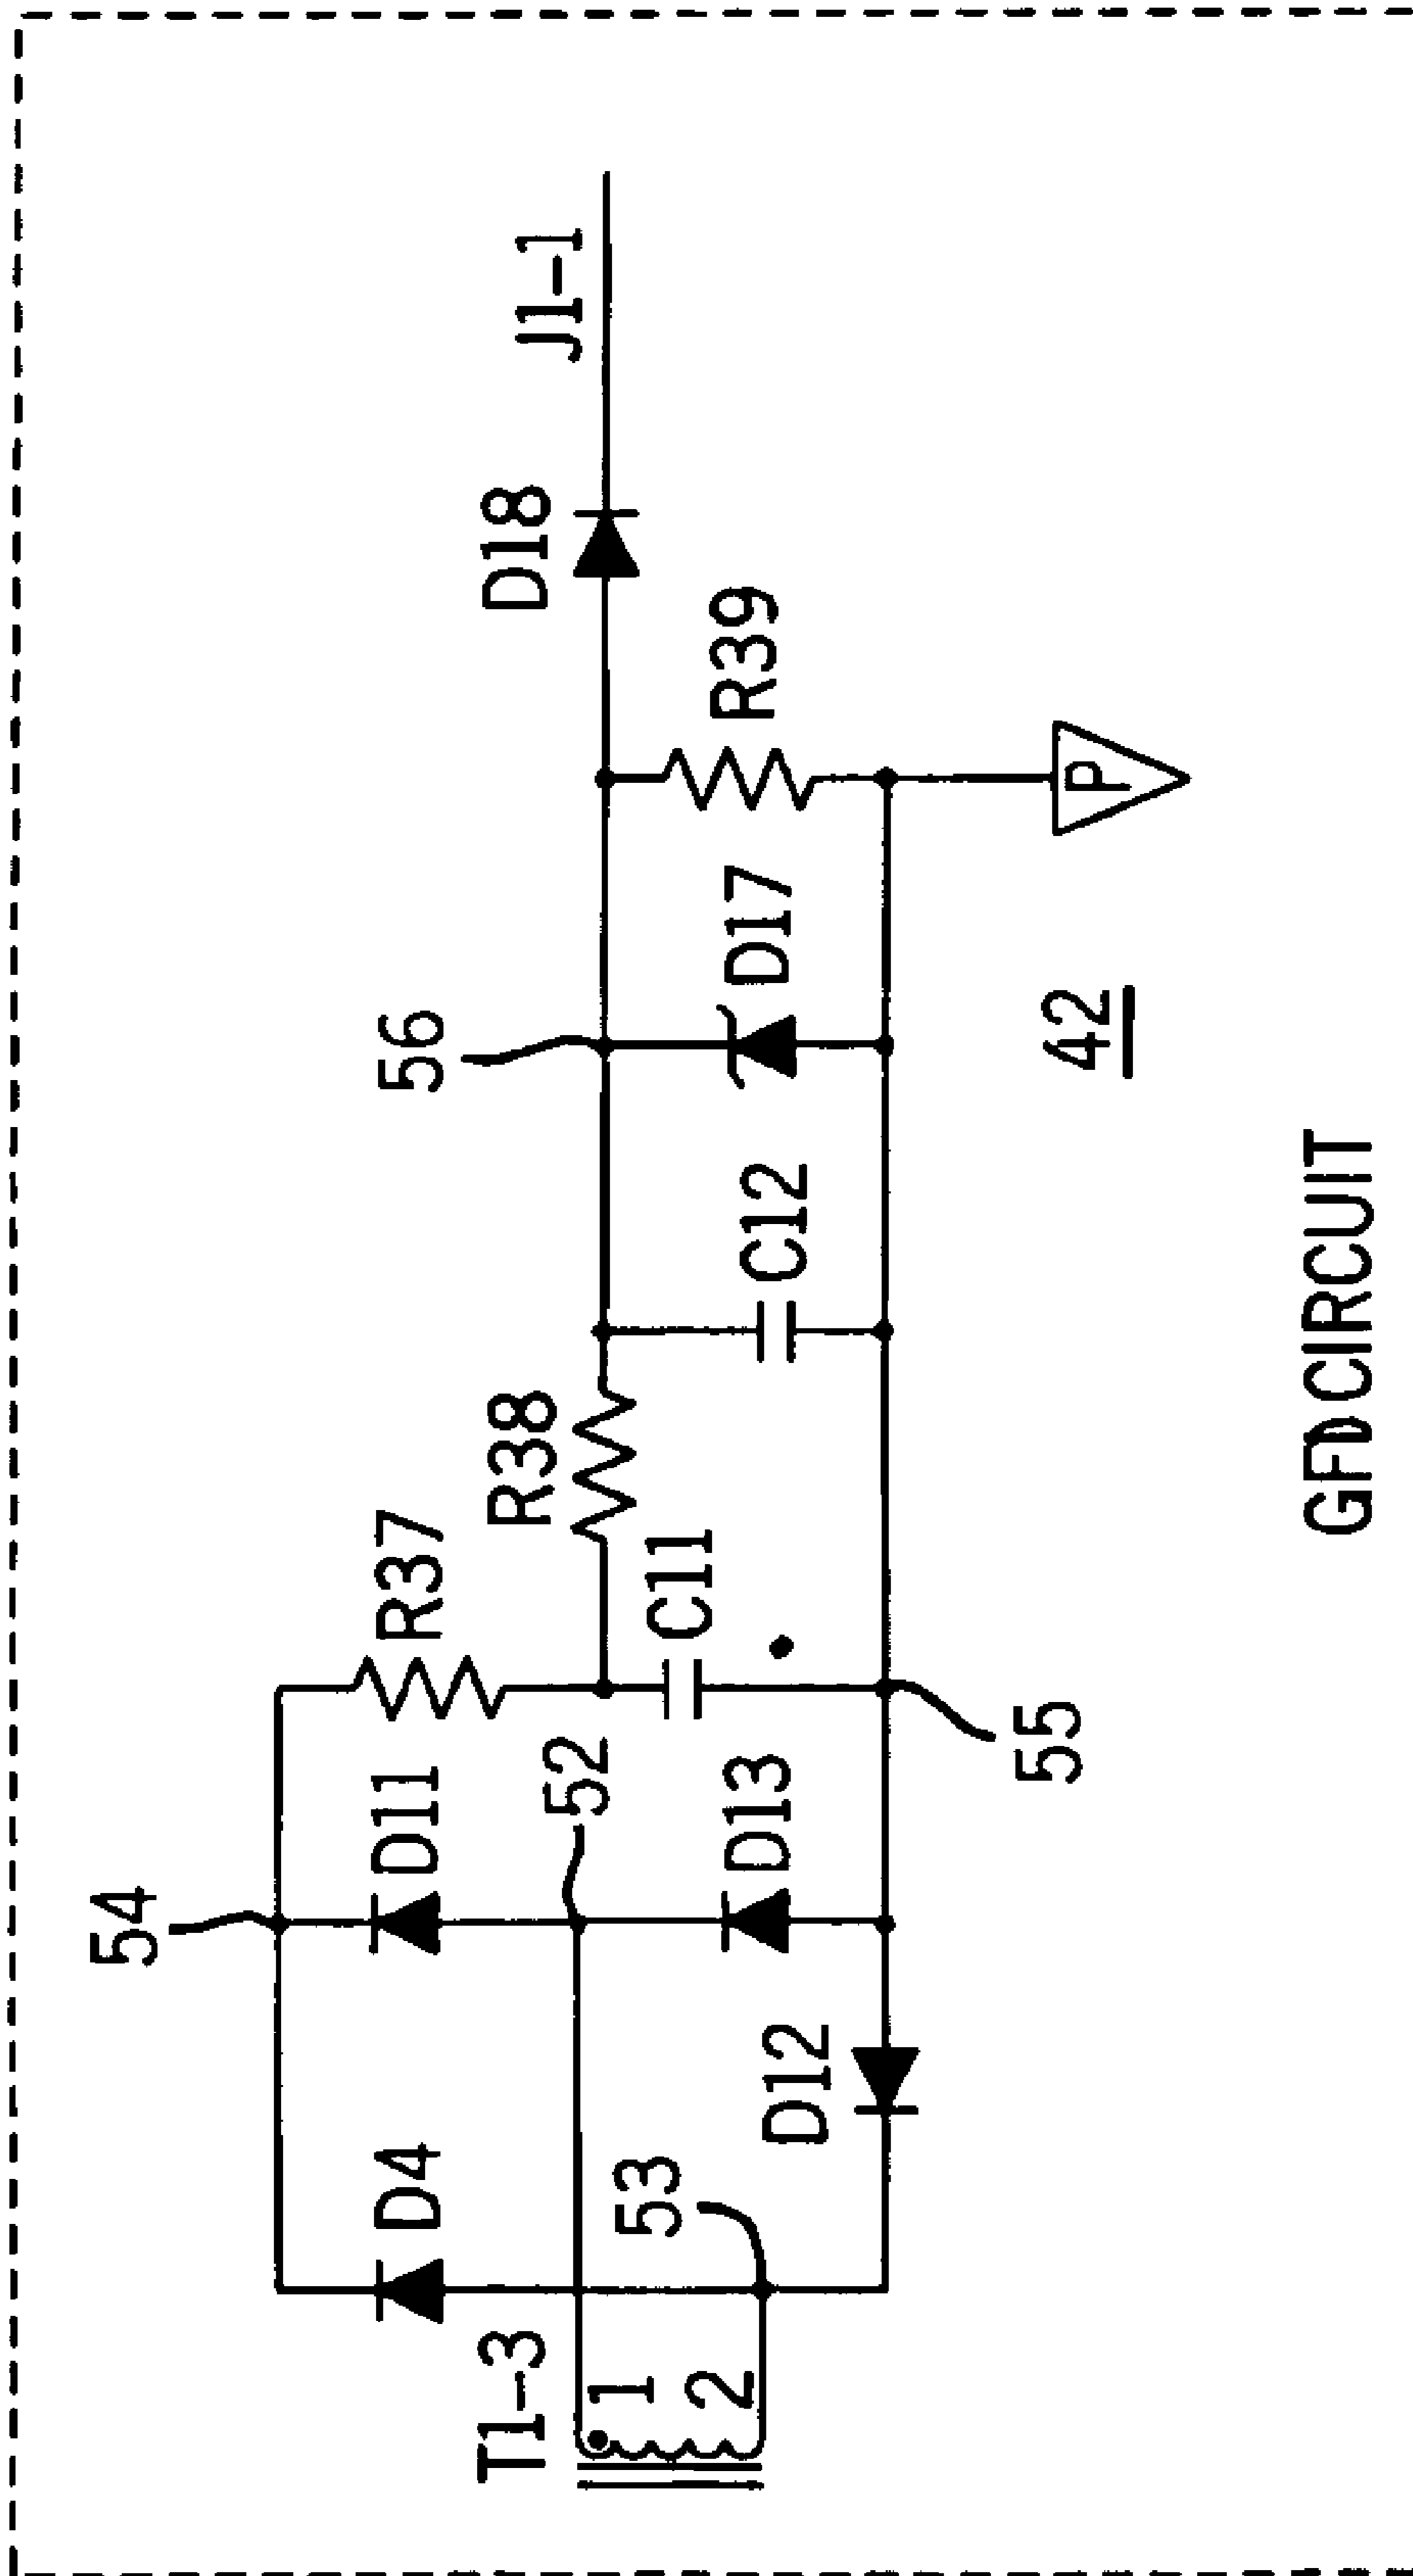 54
D4
D11
R37
56
T1-3
R38
D18
J1-1
52
1
2
53
C11
D13
D12
C12
D17
R39
55
42
P
GFD CIRCUIT